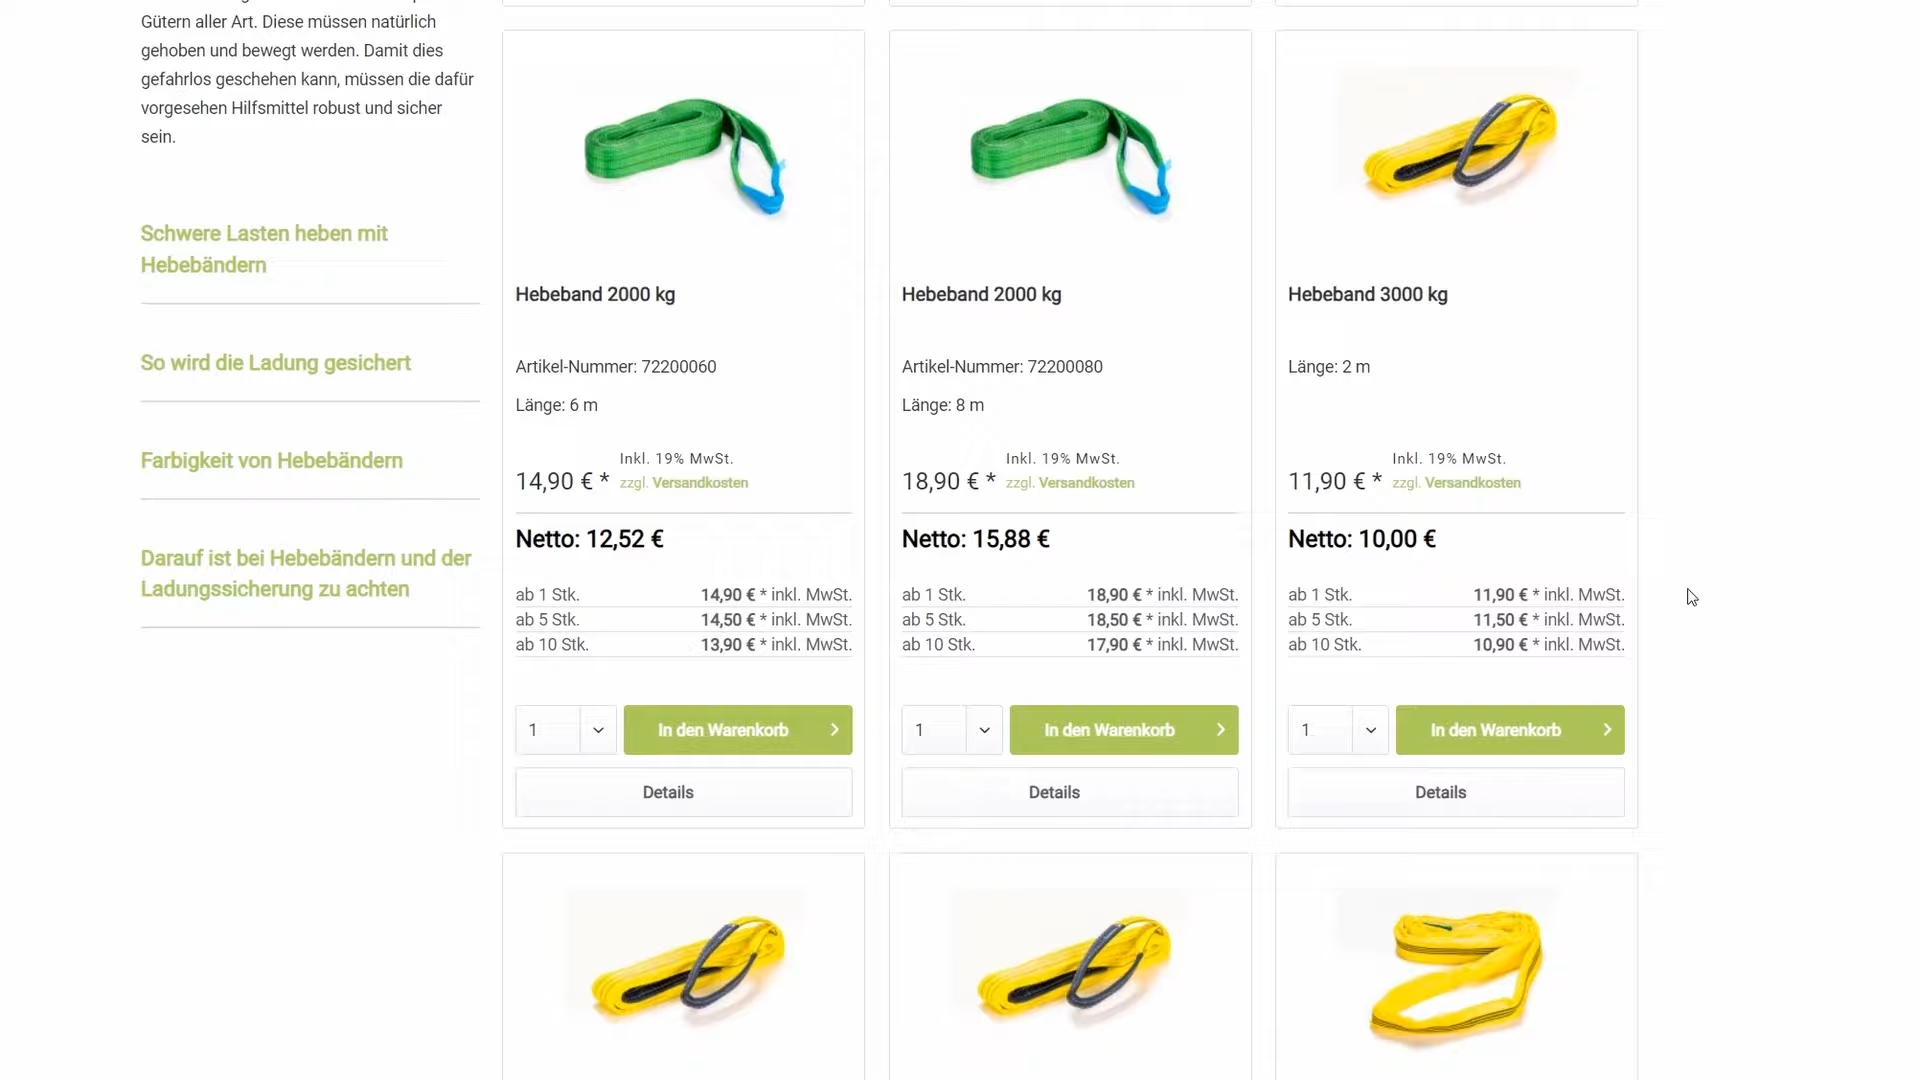 Gütern aller Art. Diese müssen natürlich
gehoben und bewegt werden. Damit dies
gefahrlos geschehen kann, müssen die dafür
vorgesehen Hilfsmittel robust und sicher
sein.
Schwere Lasten heben mit
Hebebändern
So wird die Ladung gesichert
Farbigkeit von Hebebändern
Darauf ist bei Hebebändern und der
Ladungssicherung zu achten
Hebeband 2000 kg
Artikel-Nummer: 72200060
Länge: 6 m
14,90 € * Inkl. 19% MwSt.
zzgl. Versandkosten
Netto: 12,52 €
ab 1 Stk. 14,90 € * inkl. MwSt.
ab 5 Stk. 14,50 € * inkl. MwSt.
ab 10 Stk. 13,90 € * inkl. MwSt.
1 In den Warenkorb
Details
Hebeband 2000 kg
Artikel-Nummer: 72200080
Länge: 8 m
18,90 € * Inkl. 19% MwSt.
zzgl. Versandkosten
Netto: 15,88 €
ab 1 Stk. 18,90 € * inkl. MwSt.
ab 5 Stk. 18,50 € * inkl. MwSt.
ab 10 Stk. 17,90 € * inkl. MwSt.
1 In den Warenkorb
Details
Hebeband 3000 kg
Länge: 2 m
11,90 € * Inkl. 19% MwSt.
zzgl. Versandkosten
Netto: 10,00 €
ab 1 Stk. 11,90 € * inkl. MwSt.
ab 5 Stk. 11,50 € * inkl. MwSt.
ab 10 Stk. 10,90 € * inkl. MwSt.
1 In den Warenkorb
Details